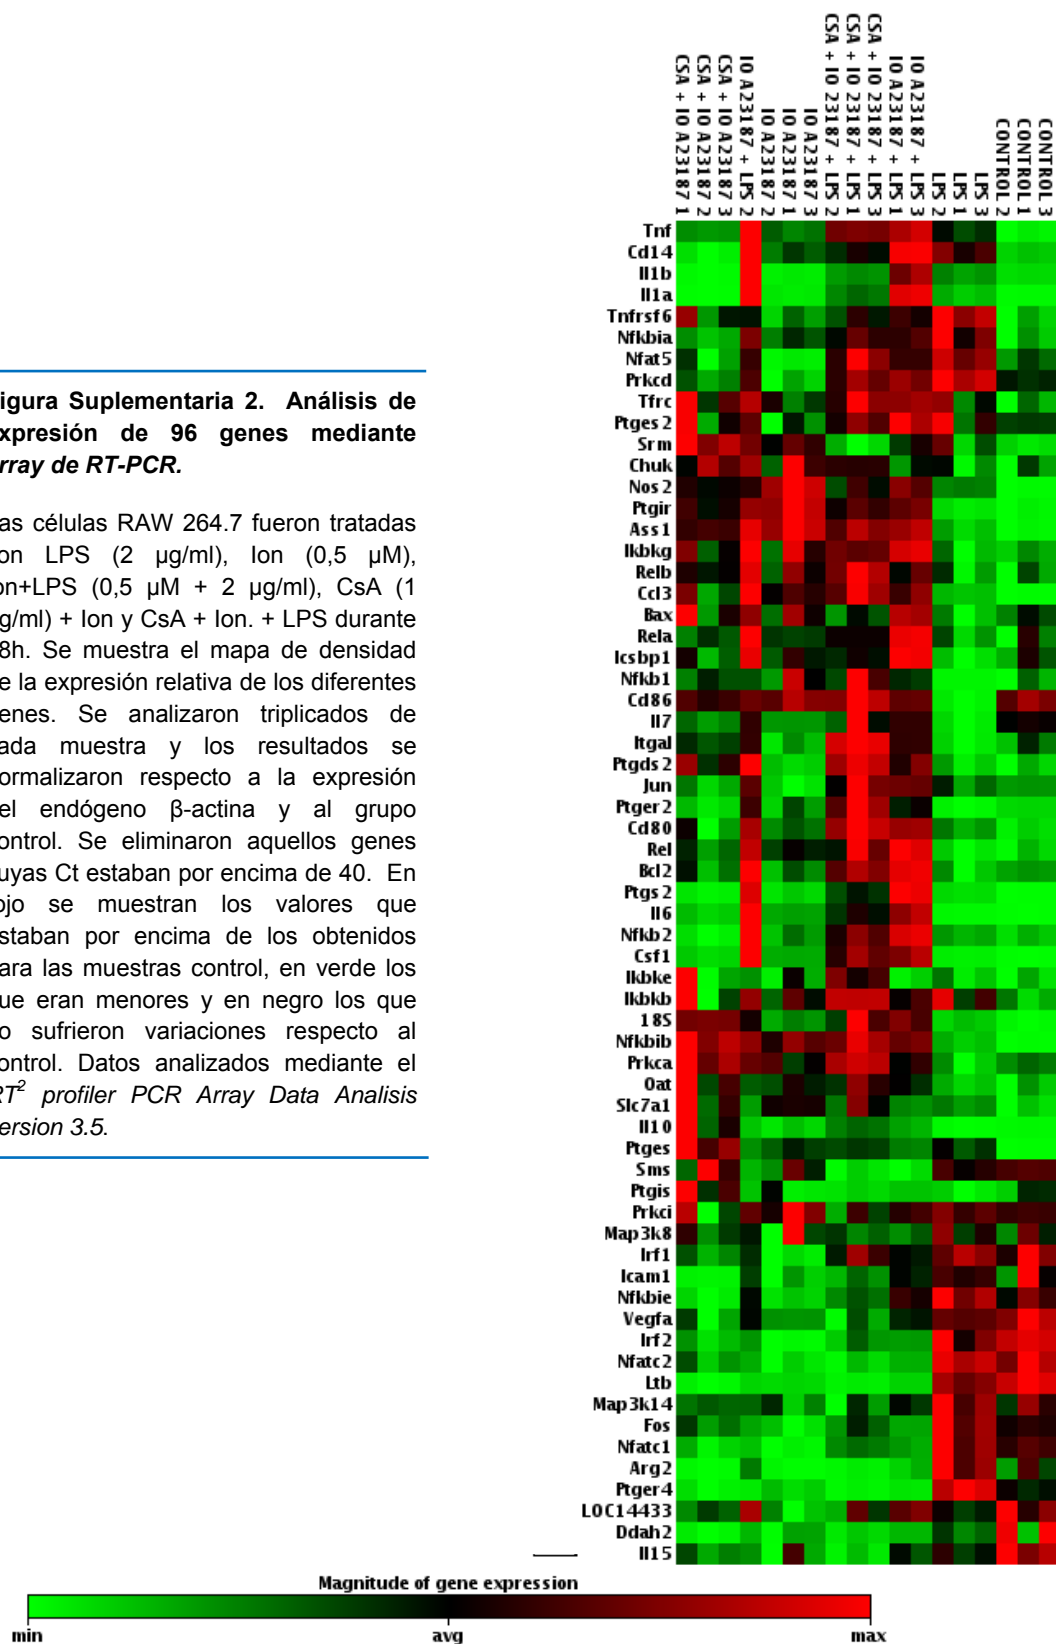 CSA + IO A23187 1
CSA + IO A23187 2
CSA + IO A23187 3
IO A23187 + LPS 2
IO A23187 2
IO A23187 1
IO A23187 3
CSA + IO 23187 + LPS 2
CSA + IO 23187 + LPS 1
CSA + IO 23187 + LPS 3
IO A23187 + LPS 1
IO A23187 + LPS 3
LPS 2
LPS 1
LPS 3
CONTROL 2
CONTROL 1
CONTROL 3
Tnf
Cd14
Il1b
Il1a
Tnfrsf6
Nfkbia
Nfat5
Prkcd
Tfrc
Ptges2
Srm
Chuk
Nos2
Ptgir
Ass1
Ikbkg
Relb
Ccl3
Bax
Rela
Icsbp1
Nfkb1
Cd86
Il7
Itgal
Ptgds2
Jun
Ptger2
Cd80
Rel
Bcl2
Ptgs2
Il6
Nfkb2
Csf1
Ikbke
Ikbkb
18S
Nfkbib
Prkca
Oat
Slc7a1
Il10
Ptges
Sms
Ptgis
Prkci
Map3k8
Irf1
Icam1
Nfkbie
Vegfa
Irf2
Nfatc2
Ltb
Map3k14
Fos
Nfatc1
Arg2
Ptger4
LOC14433
Ddah2
Il15
igura Suplementaria 2. Análisis de
xpresión de 96 genes mediante
rray de RT-PCR.
as células RAW 264.7 fueron tratadas
on LPS (2 µg/ml), Ion (0,5 µM),
on+LPS (0,5 µM + 2 µg/ml), CsA (1
g/ml) + Ion y CsA + Ion. + LPS durante
8h. Se muestra el mapa de densidad
e la expresión relativa de los diferentes
enes. Se analizaron triplicados de
ada muestra y los resultados se
ormalizaron respecto a la expresión
el endógeno β-actina y al grupo
ontrol. Se eliminaron aquellos genes
uyas Ct estaban por encima de 40. En
ojo se muestran los valores que
staban por encima de los obtenidos
ara las muestras control, en verde los
ue eran menores y en negro los que
o sufrieron variaciones respecto al
ontrol. Datos analizados mediante el
RT2 profiler PCR Array Data Analisis
ersion 3.5.
Magnitude of gene expression
min avg max